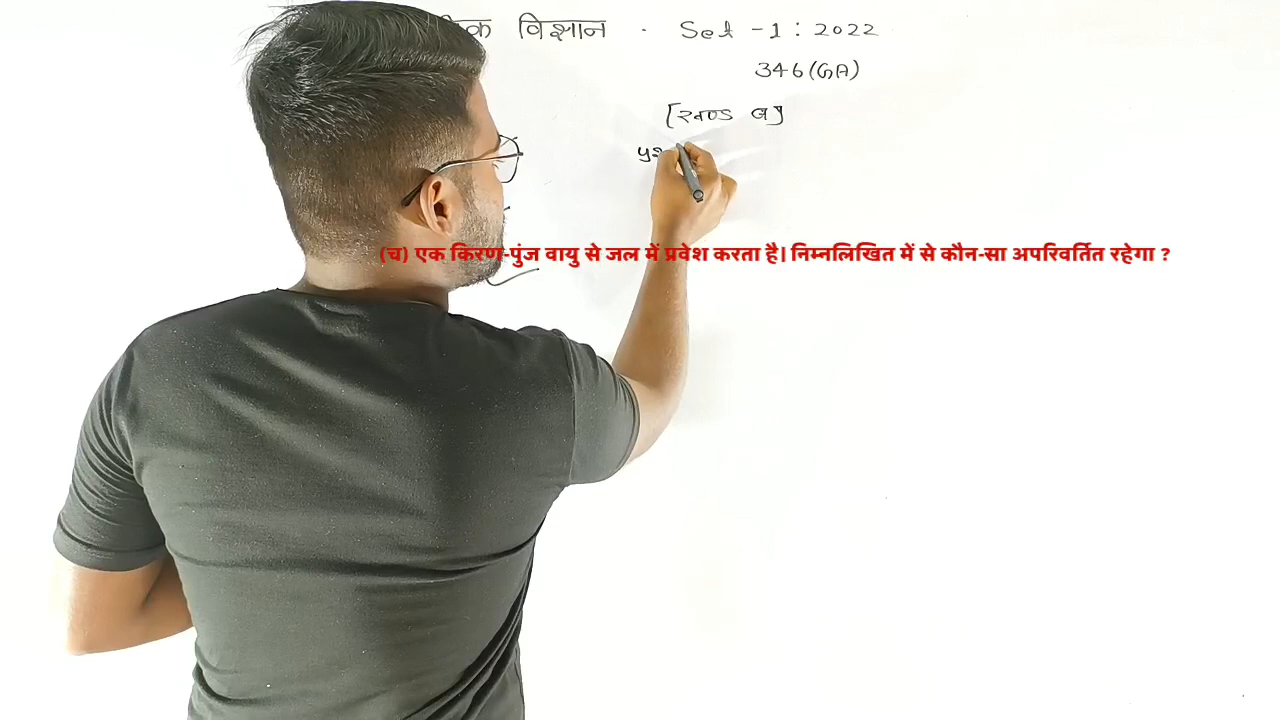 विज्ञान · Set -1 : 2022
346(GA)
[खण्ड ब]
(च) एक किरण-पुंज वायु से जल में प्रवेश करता है। निम्नलिखित में से कौन-सा अपरिवर्तित रहेगा ?